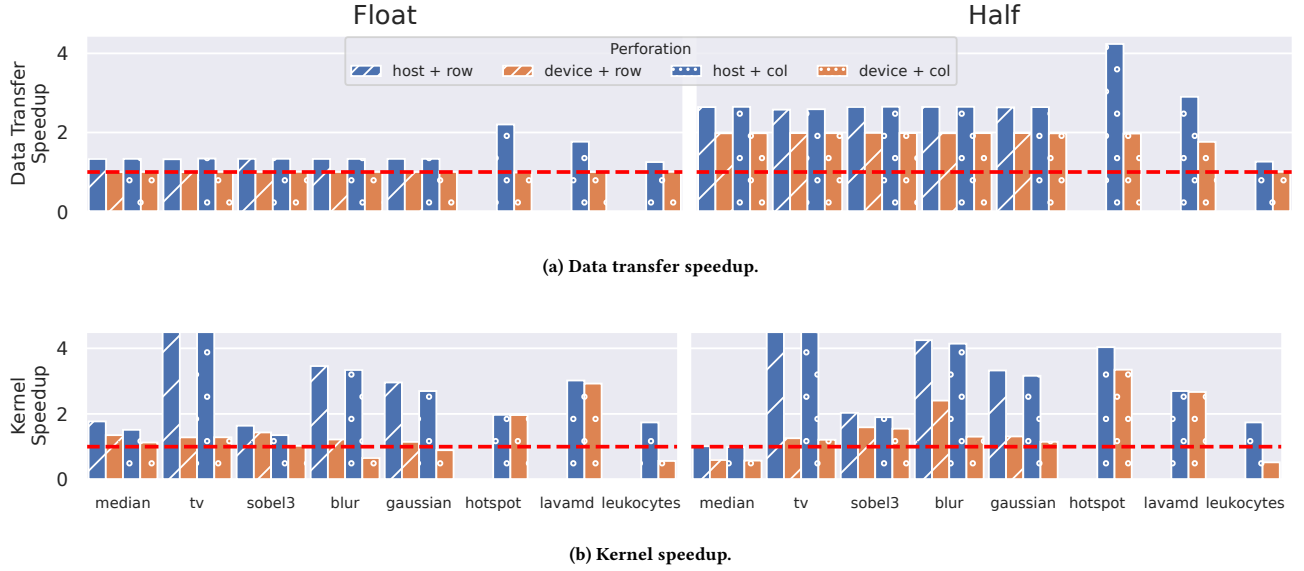 Float Half
Perforation
host + row device + row host + col device + col
Data Transfer
Speedup
4
2
0
(a) Data transfer speedup.
Kernel
Speedup
4
2
0
median tv sobel3 blur gaussian hotspot lavamd leukocytes median tv sobel3 blur gaussian hotspot lavamd leukocytes
(b) Kernel speedup.